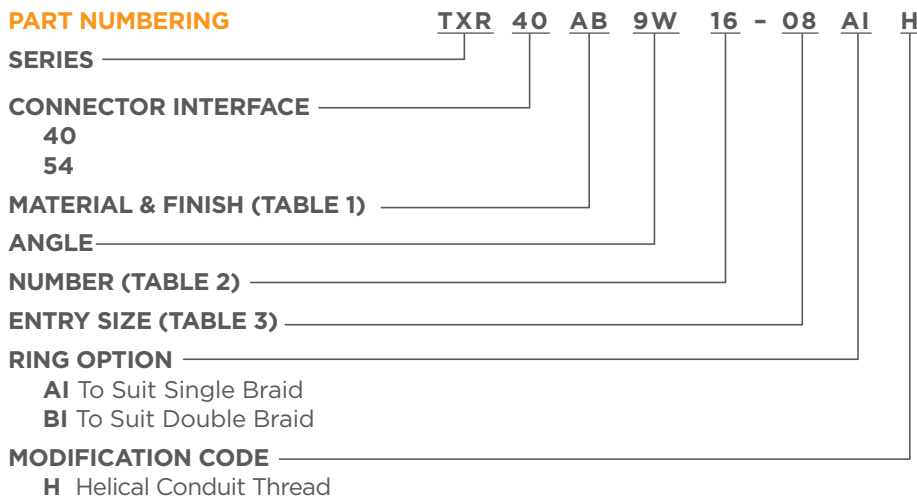 PART NUMBERING TXR 40 AB 9W 16 – 08 AI H
SERIES
CONNECTOR INTERFACE
40
54
MATERIAL & FINISH (TABLE 1)
ANGLE
NUMBER (TABLE 2)
ENTRY SIZE (TABLE 3)
RING OPTION
AI To Suit Single Braid
BI To Suit Double Braid
MODIFICATION CODE
H Helical Conduit Thread